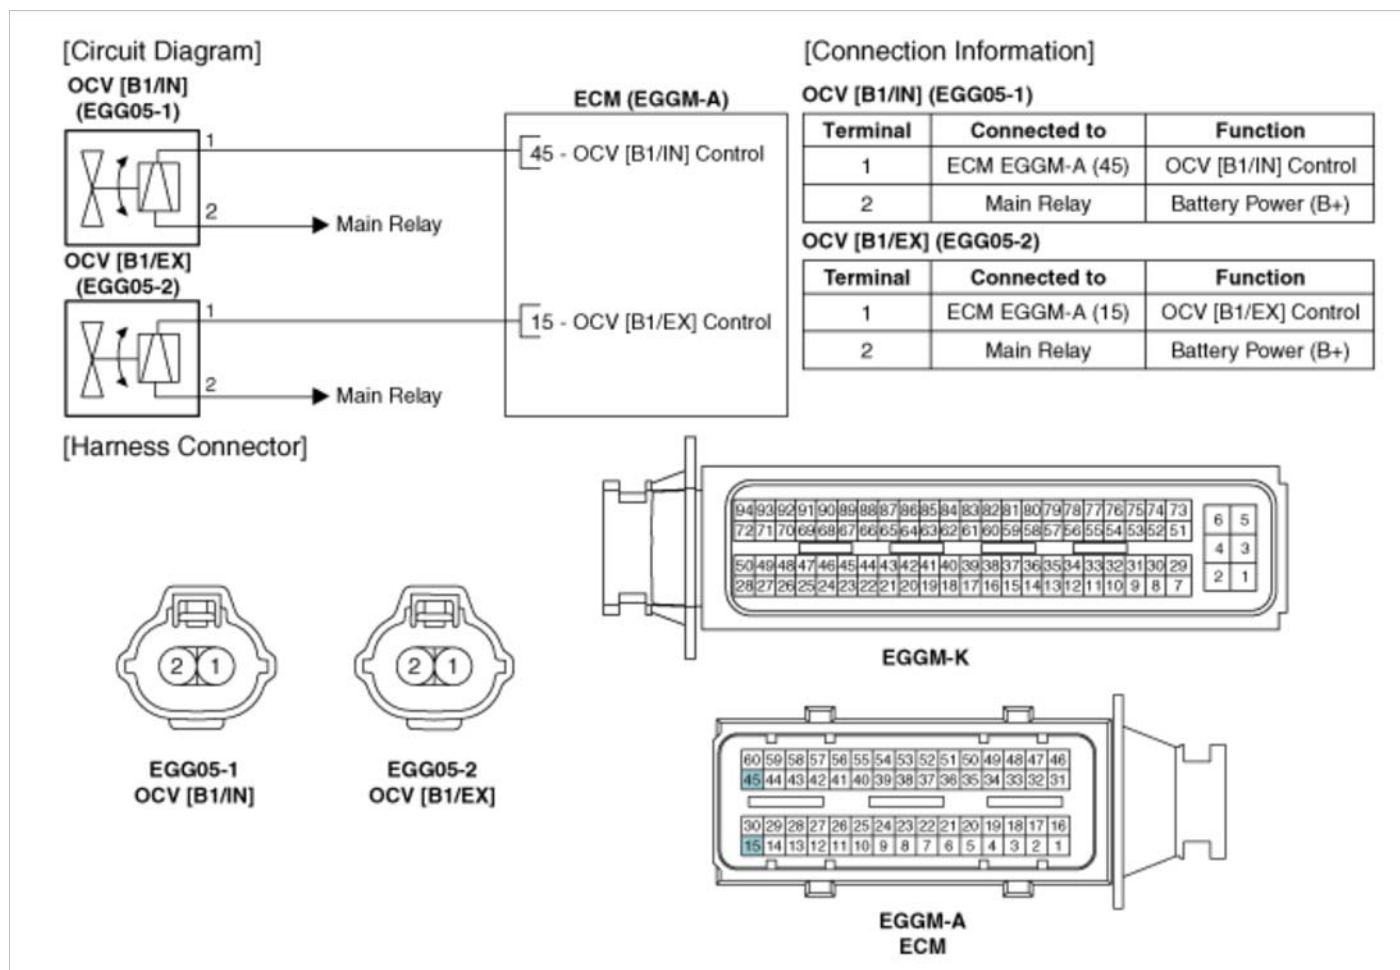 [Circuit Diagram]
OCV [B1/IN]
(EGG05-1)
1
2
Main Relay
OCV [B1/EX]
(EGG05-2)
1
2
Main Relay
ECM (EGGM-A)
45 - OCV [B1/IN] Control
15 - OCV [B1/EX] Control
[Connection Information]
OCV [B1/IN] (EGG05-1)
Terminal Connected to Function
1 ECM EGGM-A (45) OCV [B1/IN] Control
2 Main Relay Battery Power (B+)
OCV [B1/EX] (EGG05-2)
Terminal Connected to Function
1 ECM EGGM-A (15) OCV [B1/EX] Control
2 Main Relay Battery Power (B+)
[Harness Connector]
2 1
EGG05-1
OCV [B1/IN]
2 1
EGG05-2
OCV [B1/EX]
94 93 92 91 90 89 88 87 86 85 84 83 82 81 80 79 78 77 76 75 74 73
72 71 70 69 68 67 66 65 64 63 62 61 60 59 58 57 56 55 54 53 52 51
50 49 48 47 46 45 44 43 42 41 40 39 38 37 36 35 34 33 32 31 30 29
28 27 26 25 24 23 22 21 20 19 18 17 16 15 14 13 12 11 10 9 8 7
6 5
4 3
2 1
EGGM-K
60 59 58 57 56 55 54 53 52 51 50 49 48 47 46
45 44 43 42 41 40 39 38 37 36 35 34 33 32 31
30 29 28 27 26 25 24 23 22 21 20 19 18 17 16
15 14 13 12 11 10 9 8 7 6 5 4 3 2 1
EGGM-A
ECM